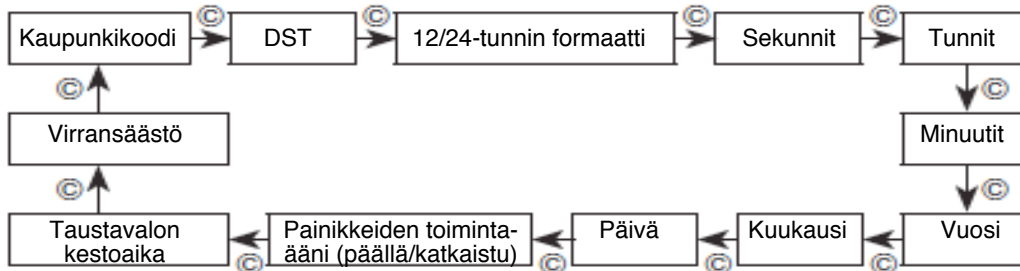 © © © ©
Kaupunkikoodi DST 12/24-tunnin formaatti Sekunnit Tunnit
© ©
Virransäästö Minuutit
© ©
Taustavalon kestoaika Painikkeiden toiminta-ääni (päällä/katkaistu) Päivä Kuukausi Vuosi
© © © ©